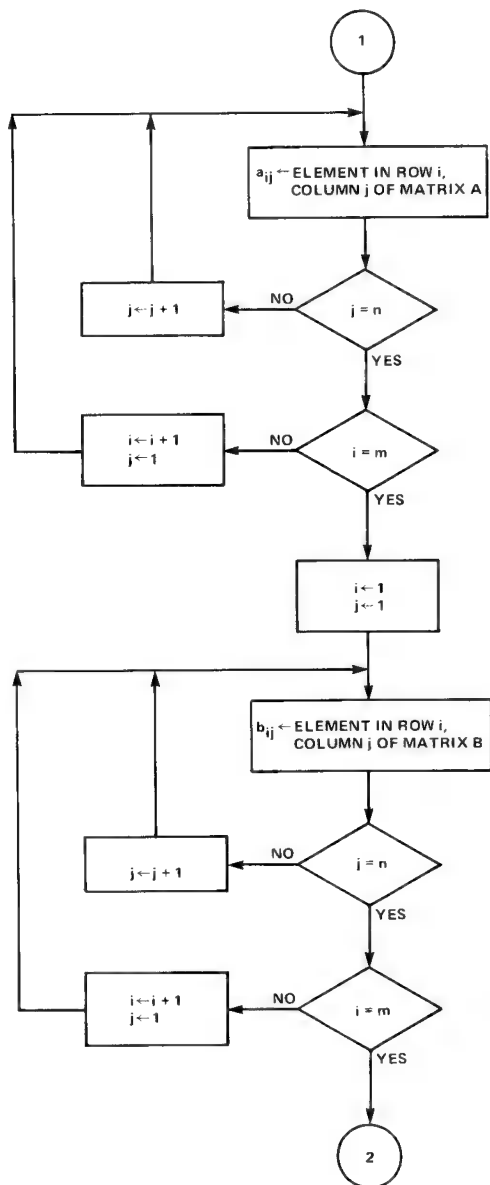 1
a_ij ← ELEMENT IN ROW i,
COLUMN j OF MATRIX A
j ← j + 1
NO
j = n
YES
i ← i + 1
j ← 1
NO
i = m
YES
i ← 1
j ← 1
b_ij ← ELEMENT IN ROW i,
COLUMN j OF MATRIX B
j ← j + 1
NO
j = n
YES
i ← i + 1
j ← 1
NO
i = m
YES
2